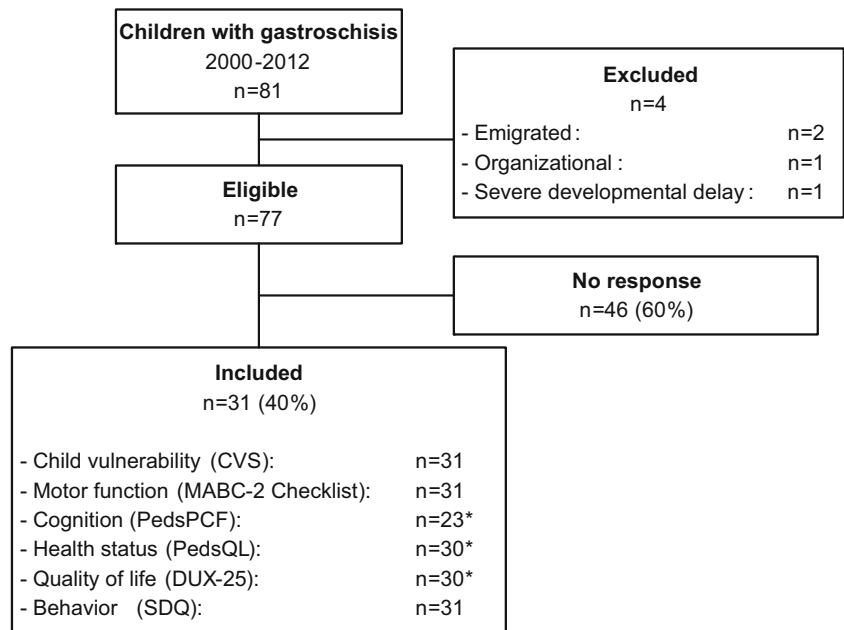 Children with gastroschisis
2000-2012
n=81
Excluded
n=4
- Emigrated : n=2
- Organizational : n=1
- Severe developmental delay : n=1
Eligible
n=77
No response
n=46 (60%)
Included
n=31 (40%)
- Child vulnerability (CVS): n=31
- Motor function (MABC-2 Checklist): n=31
- Cognition (PedsPCF): n=23*
- Health status (PedsQL): n=30*
- Quality of life (DUX-25): n=30*
- Behavior (SDQ): n=31